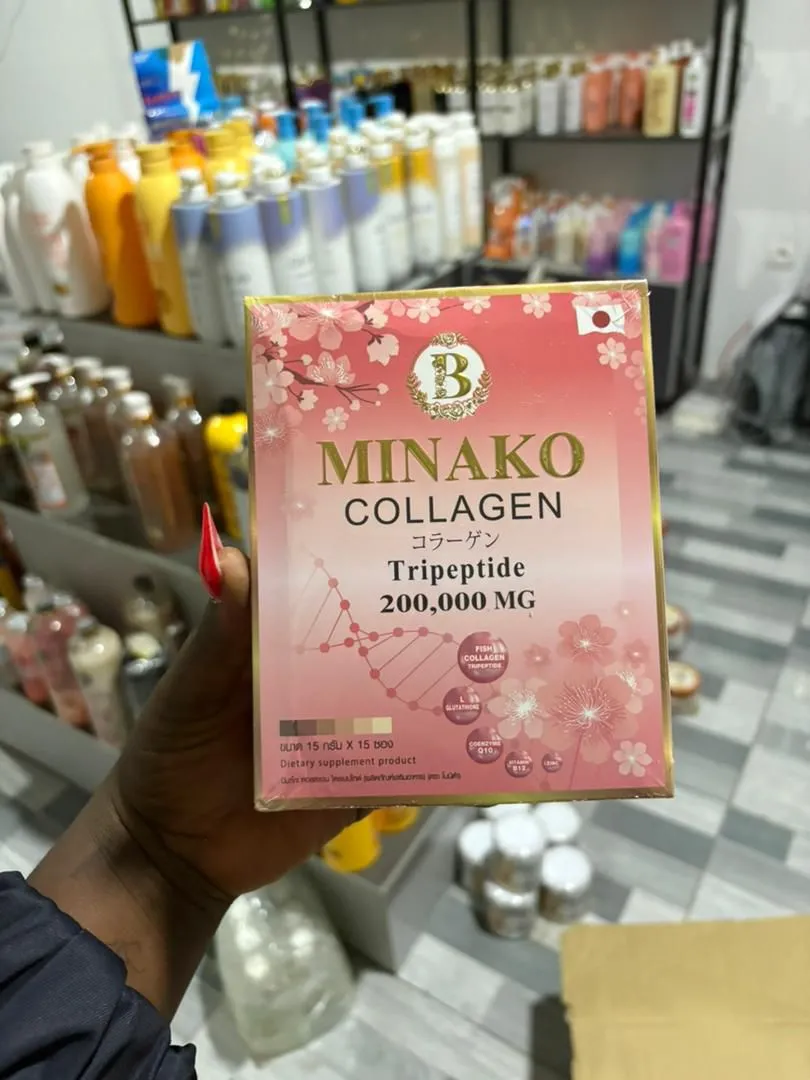 B
MINAKO
COLLAGEN
コラーゲン
Tripeptide
200,000 MG
FISH
COLLAGEN
TRIPEPTIDE
L
GLUTATHIONE
COENZYME
Q10
VITAMIN
B12
ขนาด 15 กรัม X 15 ซอง
Dietary supplement product